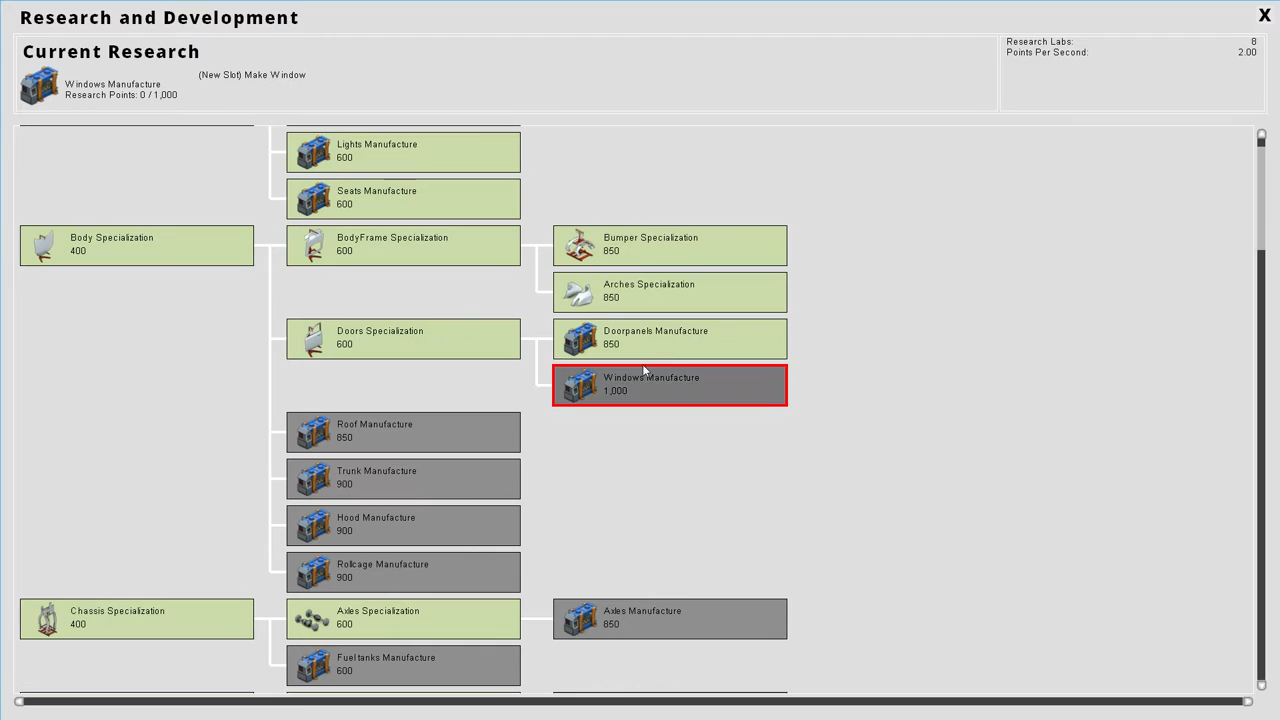 Research and Development
X
Current Research
(New Slot) Make Window
Windows Manufacture
Research Points: 0 / 1,000
Research Labs: 8
Points Per Second: 2.00
Lights Manufacture
600
Seats Manufacture
600
Body Specialization
400
BodyFrame Specialization
600
Bumper Specialization
850
Arches Specialization
850
Doors Specialization
600
Doorpanels Manufacture
850
Windows Manufacture
1,000
Roof Manufacture
850
Trunk Manufacture
900
Hood Manufacture
900
Rollcage Manufacture
900
Chassis Specialization
400
Axles Specialization
600
Axles Manufacture
850
Fueltanks Manufacture
600